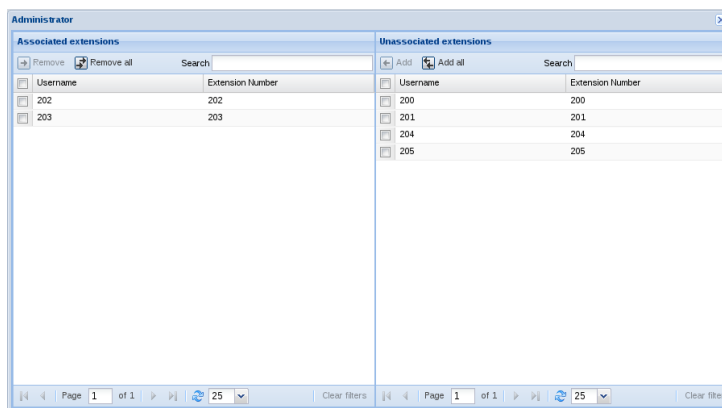 Administrator
Associated extensions
Remove Remove all Search
Username Extension Number
202 202
203 203
Page 1 of 1 25 Clear filters
Unassociated extensions
Add Add all Search
Username Extension Number
200 200
201 201
204 204
205 205
Page 1 of 1 25 Clear filte